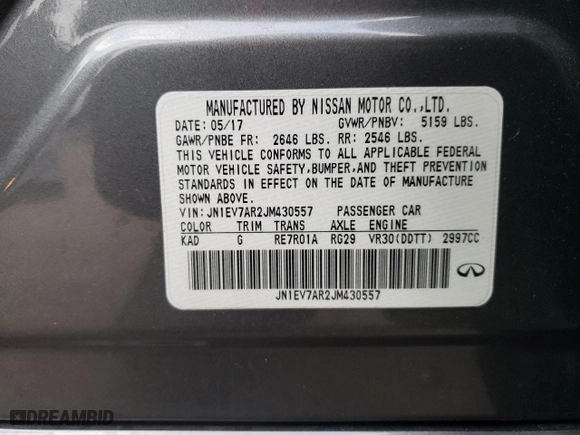 MANUFACTURED BY NISSAN MOTOR CO.,LTD.
DATE: 05/17 GVWR/PNBV: 5159 LBS.
GAWR/PNBE FR: 2646 LBS. RR: 2546 LBS.
THIS VEHICLE CONFORMS TO ALL APPLICABLE FEDERAL
MOTOR VEHICLE SAFETY,BUMPER,AND THEFT PREVENTION
STANDARDS IN EFFECT ON THE DATE OF MANUFACTURE
SHOWN ABOVE.
VIN: JN1EV7AR2JM430557 PASSENGER CAR
COLOR TRIM TRANS AXLE ENGINE
KAD G RE7R01A RG29 VR30(DDTT) 2997CC
JN1EV7AR2JM430557
DREAMBID